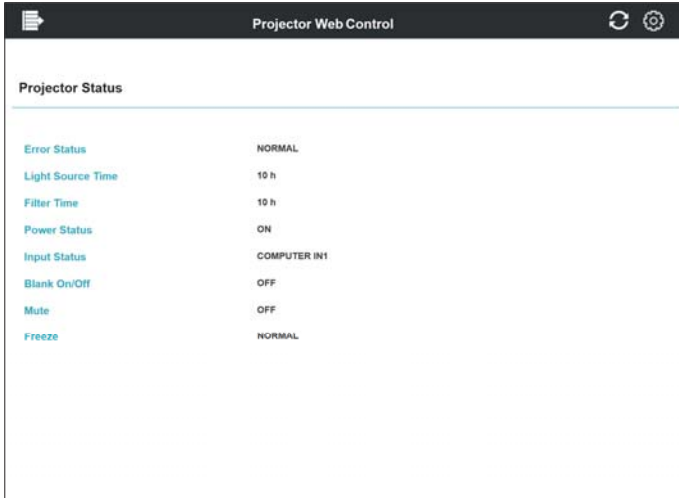 Projector Web Control
Projector Status
Error Status NORMAL
Light Source Time 10 h
Filter Time 10 h
Power Status ON
Input Status COMPUTER IN1
Blank On/Off OFF
Mute OFF
Freeze NORMAL